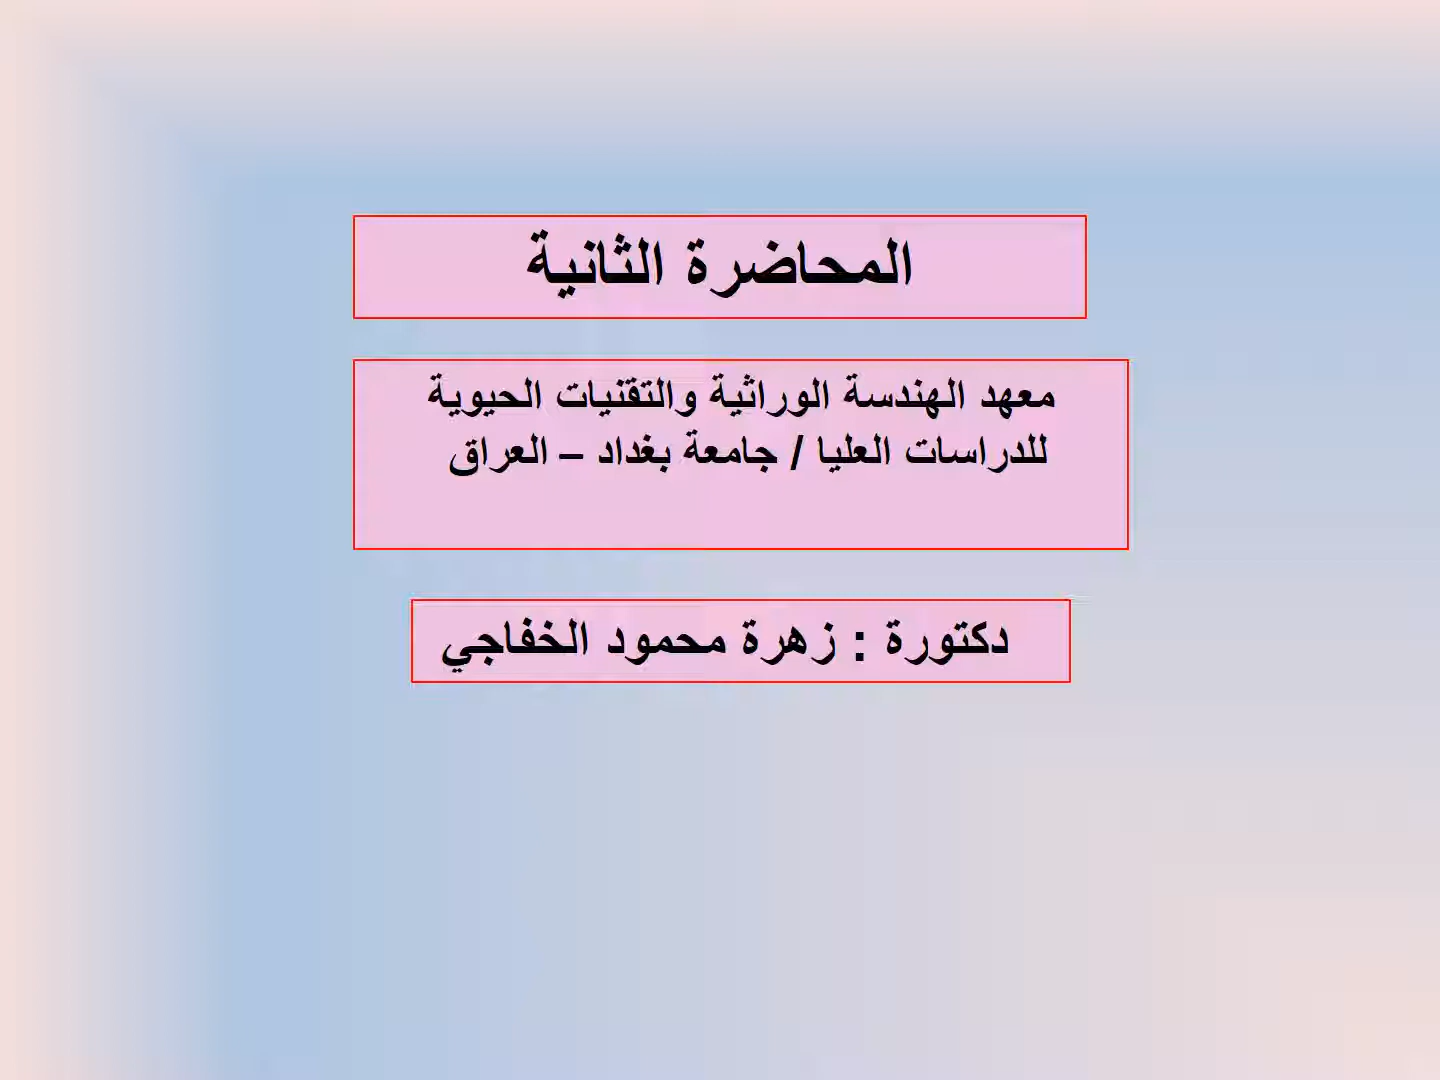 المحاضرة الثانية
معهد الهندسة الوراثية والتقنيات الحيوية
للدراسات العليا / جامعة بغداد – العراق
دكتورة : زهرة محمود الخفاجي